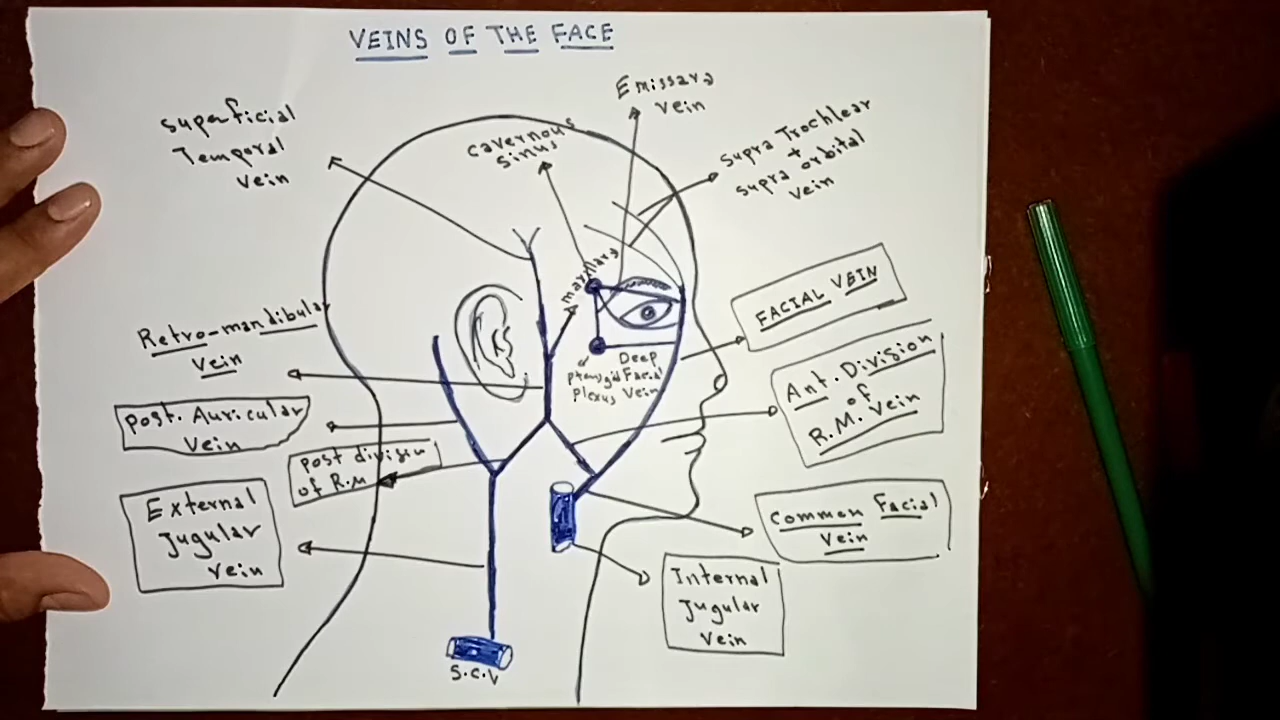 VEINS OF THE FACE
Emissary
vein
Superficial
Temporal
vein
cavernous
sinus
Supra Trochlear
+
supra orbital
vein
maxillary
FACIAL VEIN
Retro-mandibular
vein
Deep
Facial
Vein
pterygid
plexus
Ant. Division
of
R.M. Vein
Post. Auricular
Vein
post division
of R.M
External
jugular
vein
Common Facial
Vein
Internal
jugular
vein
S.C.V